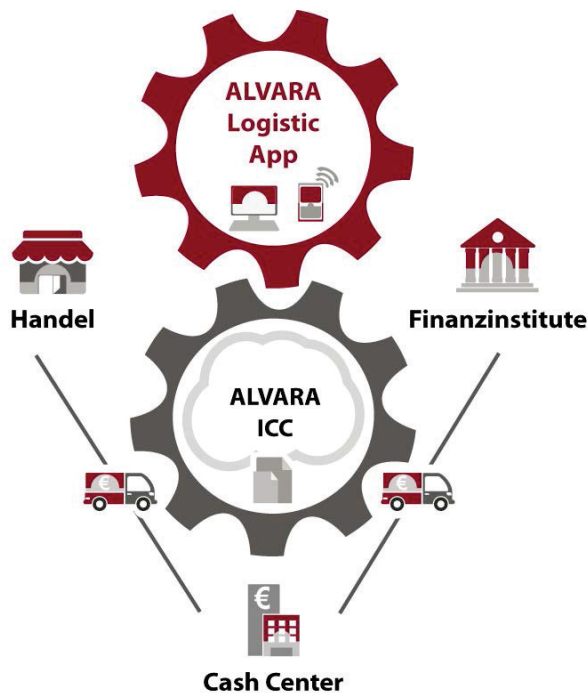 ALVARA
Logistic
App
Handel
Finanzinstitute
ALVARA
ICC
€
€
€
Cash Center